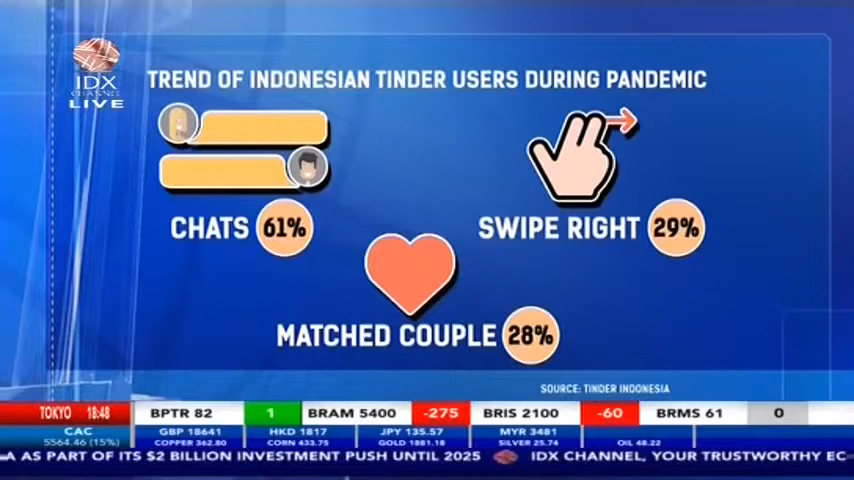 IDX
CHANNEL
LIVE
TREND OF INDONESIAN TINDER USERS DURING PANDEMIC
CHATS 61%
SWIPE RIGHT 29%
MATCHED COUPLE 28%
SOURCE: TINDER INDONESIA
TOKYO 18:48 BPTR 82 1 BRAM 5400 -275 BRIS 2100 -60 BRMS 61 0
CAC GBP 18641 HKD 1817 JPY 135.57 MYR 3481
5564.46 (15%) COPPER 362.80 CORN 433.75 GOLD 1881.18 SILVER 25.74 OIL 48.22
A AS PART OF ITS $2 BILLION INVESTMENT PUSH UNTIL 2025 IDX CHANNEL, YOUR TRUSTWORTHY EC